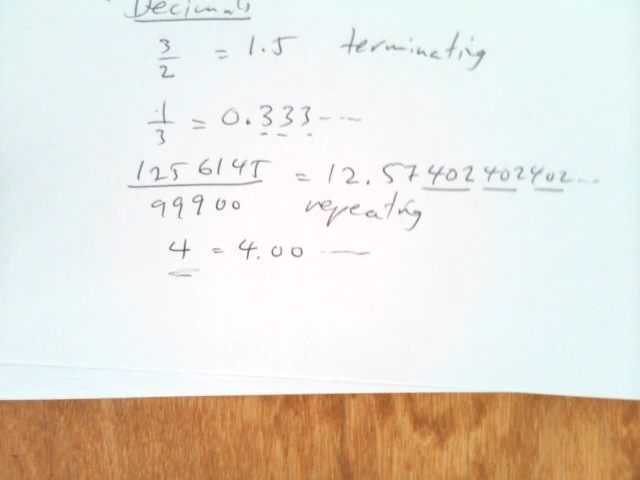 Decimals
3/2 = 1.5 terminating
1/3 = 0.333----
1256145/99900 = 12.57402402402...
repeating
4 = 4.00 ----